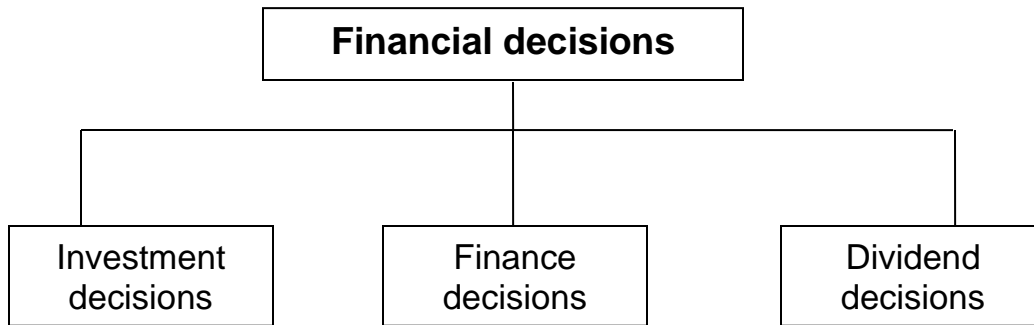 Financial decisions
Investment
decisions
Finance
decisions
Dividend
decisions